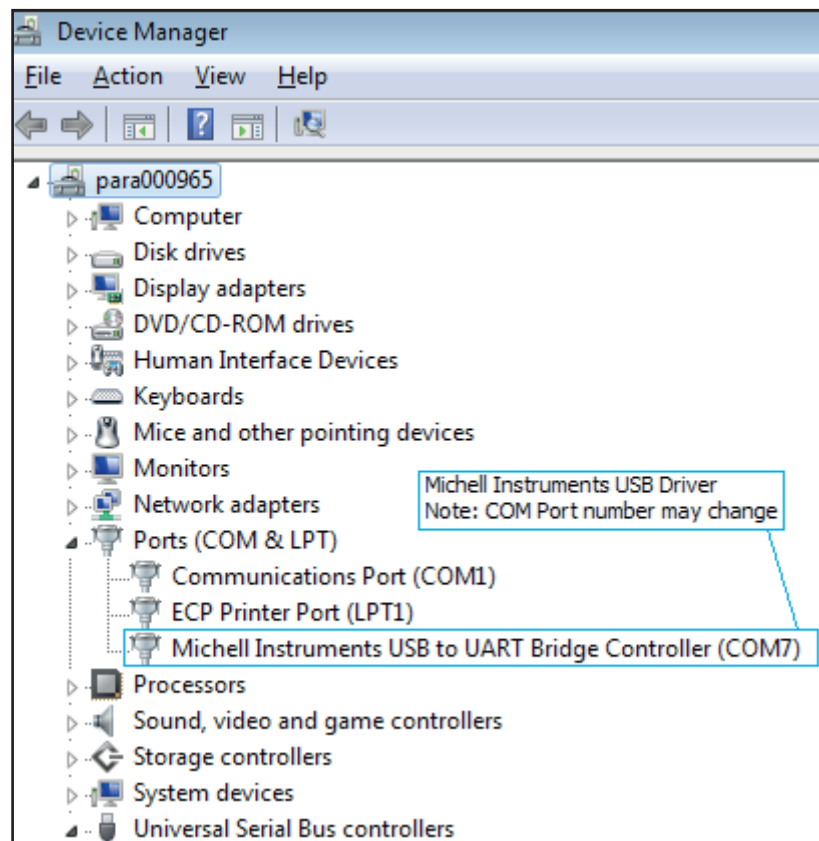 Device Manager
File Action View Help
para000965
Computer
Disk drives
Display adapters
DVD/CD-ROM drives
Human Interface Devices
Keyboards
Mice and other pointing devices
Monitors
Michell Instruments USB Driver
Note: COM Port number may change
Network adapters
Ports (COM & LPT)
Communications Port (COM1)
ECP Printer Port (LPT1)
Michell Instruments USB to UART Bridge Controller (COM7)
Processors
Sound, video and game controllers
Storage controllers
System devices
Universal Serial Bus controllers